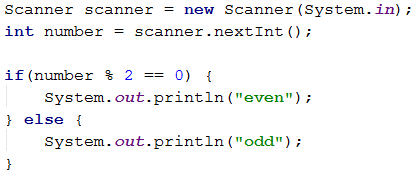 Scanner scanner = new Scanner(System.in);
int number = scanner.nextInt();
if(number % 2 == 0) {
    System.out.println("even");
} else {
    System.out.println("odd");
}